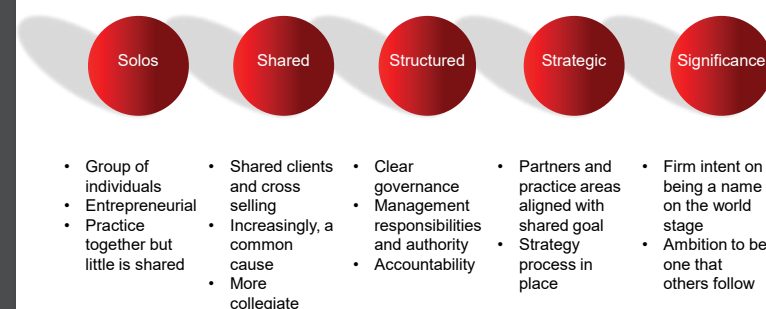 Solos
Shared
Structured
Strategic
Significance
• Group of
individuals
• Entrepreneurial
• Practice
together but
little is shared
• Shared clients
and cross
selling
• Increasingly, a
common
cause
• More
collegiate
• Clear
governance
• Management
responsibilities
and authority
• Accountability
• Partners and
practice areas
aligned with
shared goal
• Strategy
process in
place
• Firm intent on
being a name
on the world
stage
• Ambition to be
one that
others follow